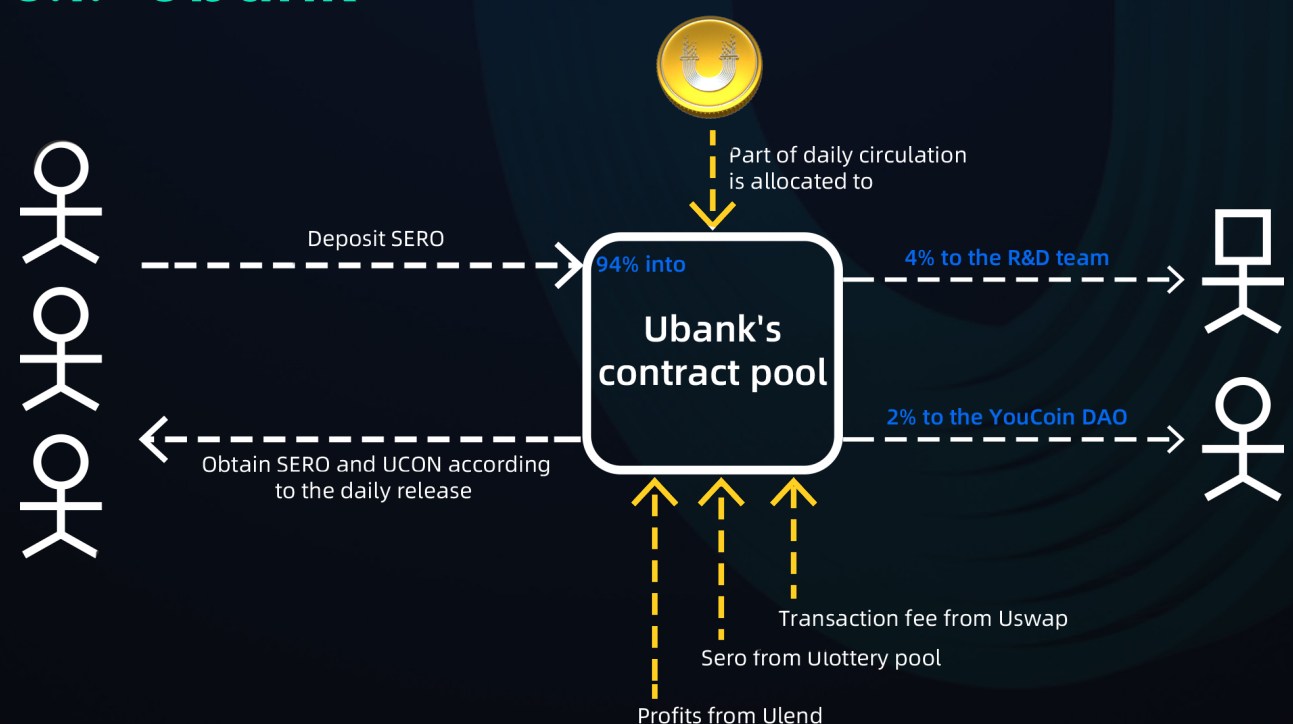 Part of daily circulation
is allocated to
Deposit SERO
94% into
4% to the R&D team
Ubank's
contract pool
2% to the YouCoin DAO
Obtain SERO and UCON according
to the daily release
Transaction fee from Uswap
Sero from Ulottery pool
Profits from Ulend